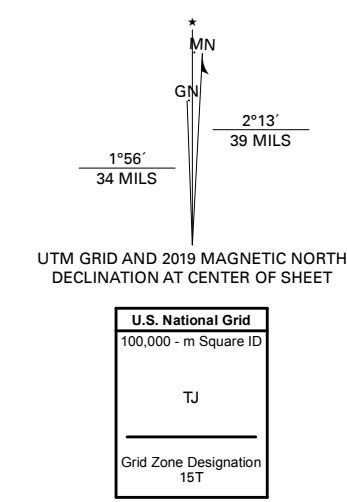 ★
MN
GN
2°13´
39 MILS
1°56´
34 MILS
UTM GRID AND 2019 MAGNETIC NORTH
DECLINATION AT CENTER OF SHEET
U.S. National Grid
100,000 - m Square ID
TJ
Grid Zone Designation
15T